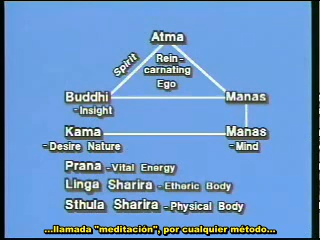 Atma
Spirit
Rein-
carnating
Ego
Buddhi
- Insight
Manas
Kama
- Desire Nature
Manas
- Mind
Prana - Vital Energy
Linga Sharira - Etheric Body
Sthula Sharira - Physical Body
...llamada "meditación", por cualquier método...